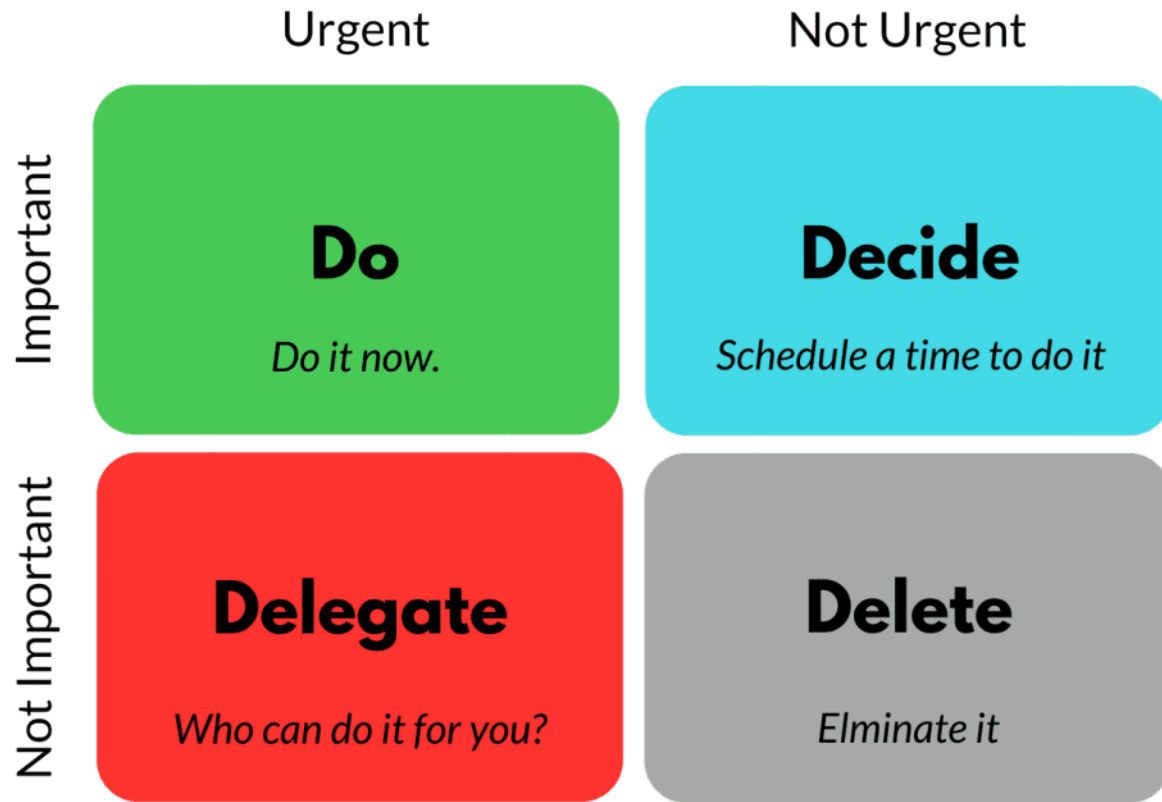 Urgent
Not Urgent
Important
Do
Do it now.
Decide
Schedule a time to do it
Not Important
Delegate
Who can do it for you?
Delete
Elminate it